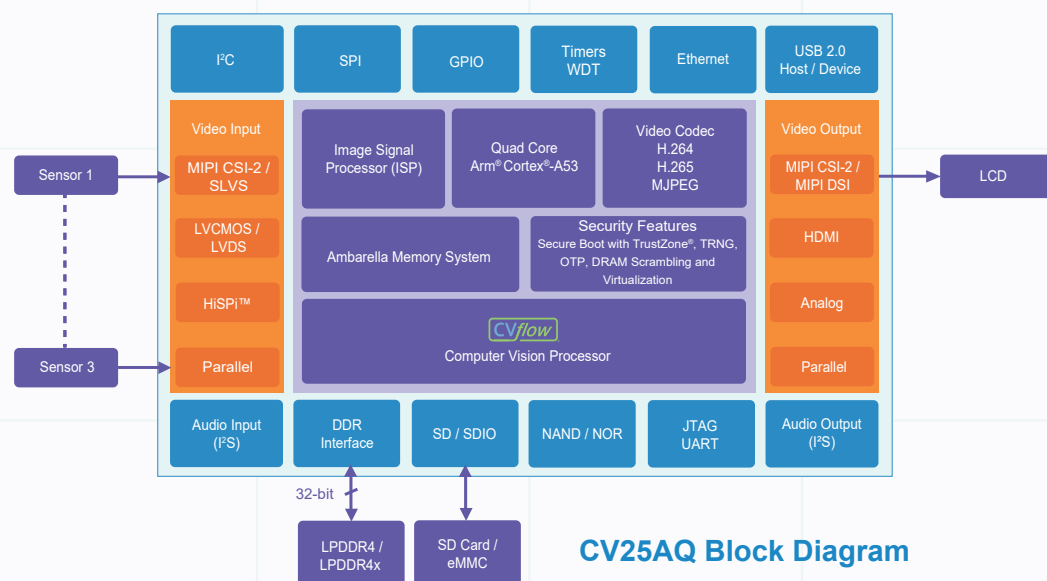 I²C
SPI
GPIO
Timers
WDT
Ethernet
USB 2.0
Host / Device
Video Input
MIPI CSI-2 /
SLVS
LVCMOS /
LVDS
HiSPi™
Parallel
Image Signal
Processor (ISP)
Quad Core
Arm® Cortex®-A53
Video Codec
H.264
H.265
MJPEG
Ambarella Memory System
Security Features
Secure Boot with TrustZone®, TRNG,
OTP, DRAM Scrambling and
Virtualization
CVflow
Computer Vision Processor
Video Output
MIPI CSI-2 /
MIPI DSI
HDMI
Analog
Parallel
Sensor 1
Sensor 3
LCD
Audio Input
(I²S)
DDR
Interface
SD / SDIO
NAND / NOR
JTAG
UART
Audio Output
(I²S)
32-bit
LPDDR4 /
LPDDR4x
SD Card /
eMMC
CV25AQ Block Diagram